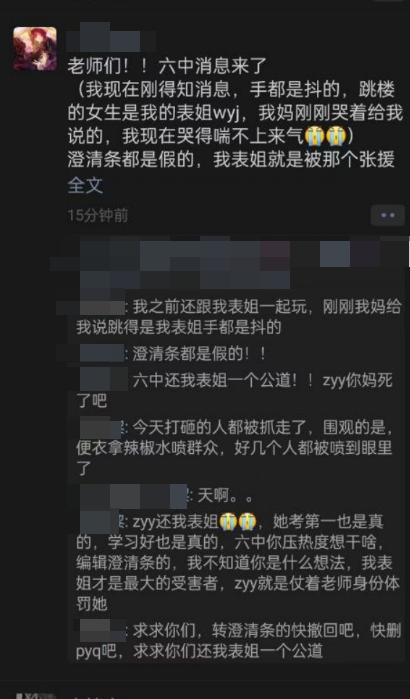 老师们！！六中消息来了
（我现在刚得知消息，手都是抖的，跳楼
的女生是我的表姐wyj，我妈刚刚哭着给我
说的，我现在哭得喘不上来气😭😭）
澄清条都是假的，我表姐就是被那个张援
全文
15分钟前
: 我之前还跟我表姐一起玩，刚刚我妈给
我说跳得是我表姐手都是抖的
: 澄清条都是假的！！
: 六中还我表姐一个公道！！zyy你妈死
了吧
: 今天打砸的人都被抓走了，围观的是，
便衣拿辣椒水喷群众，好几个人都被喷到眼里
了
: 天啊。。
: zyy还我表姐😭😭，她考第一也是真
的，学习好也是真的，六中你压热度想干啥，
编辑澄清条的，我不知道你是什么想法，我表
姐才是最大的受害者，zyy就是仗着老师身份体
罚她
: 求求你们，转澄清条的快撤回吧，快删
pyq吧，求求你们还我表姐一个公道